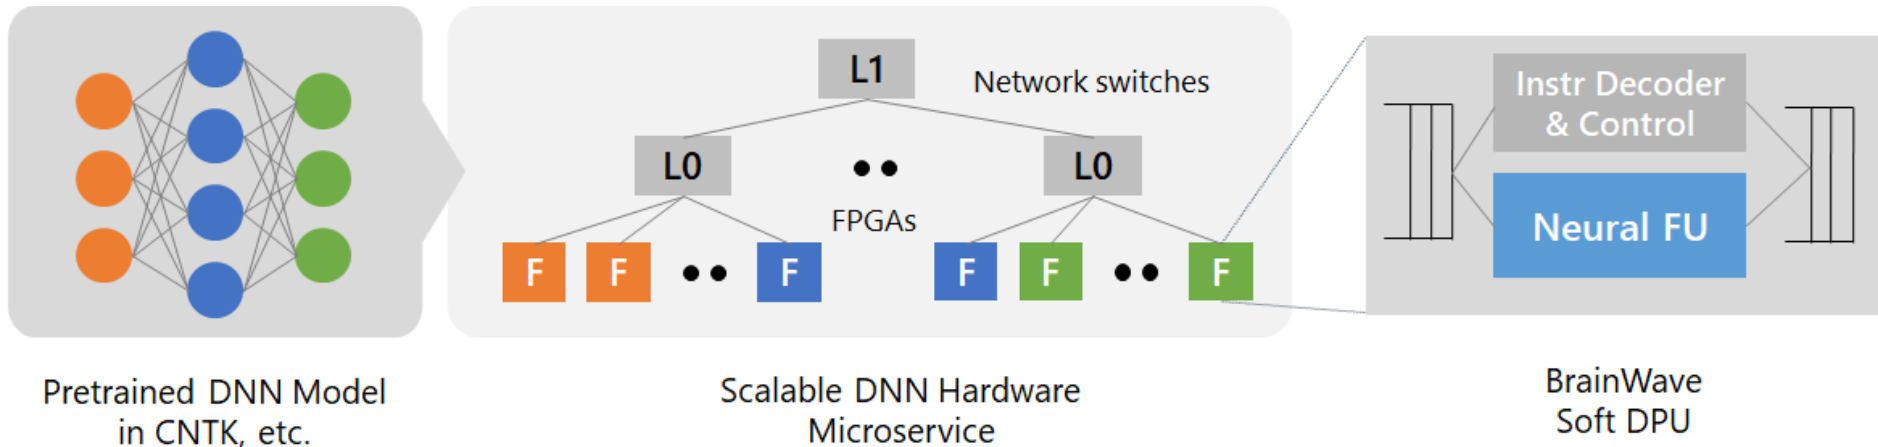 L1
Network switches
L0
L0
FPGAs
F
F
F
F
F
F
Instr Decoder
& Control
Neural FU
Pretrained DNN Model
in CNTK, etc.
Scalable DNN Hardware
Microservice
BrainWave
Soft DPU